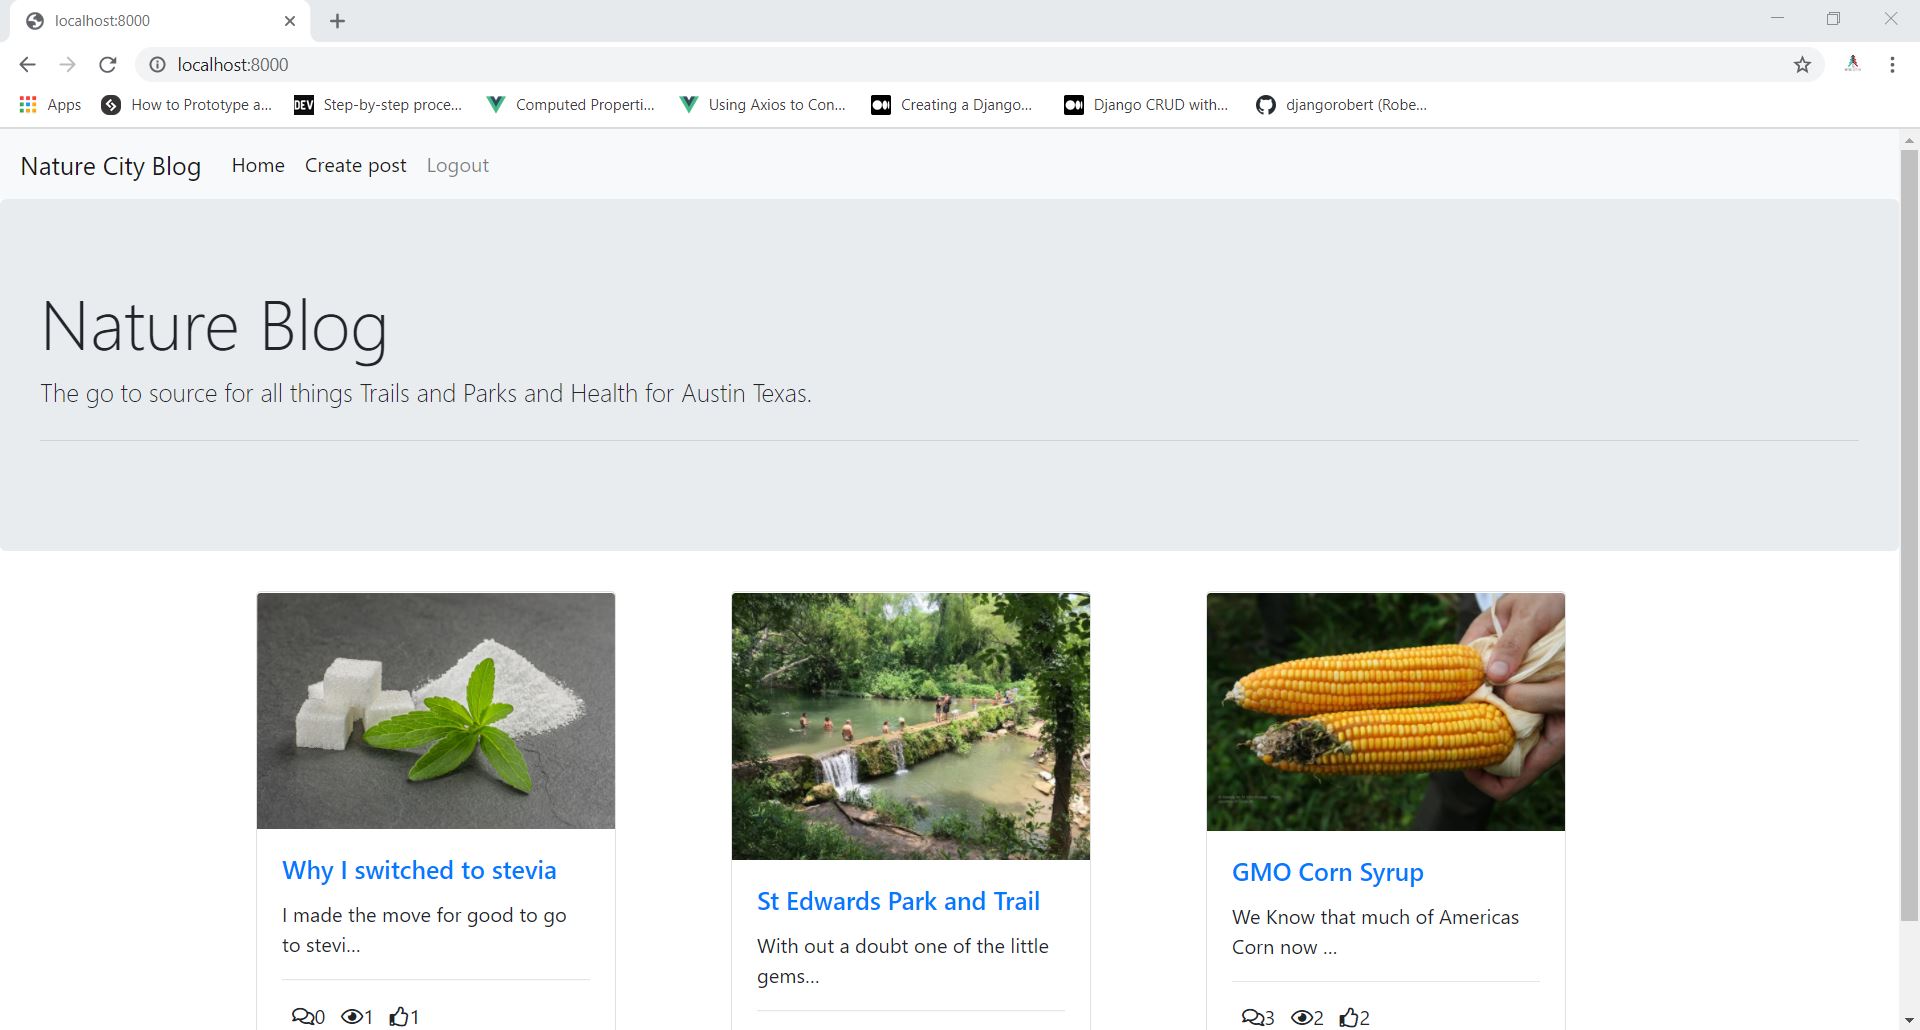 localhost:8000
localhost:8000
Apps How to Prototype a... DEV Step-by-step proce... Computed Properti... Using Axios to Con... Creating a Django... Django CRUD with... djangorobert (Robe...
Nature City Blog Home Create post Logout
Nature Blog
The go to source for all things Trails and Parks and Health for Austin Texas.
Why I switched to stevia
I made the move for good to go
to stevi...
0 1 1
St Edwards Park and Trail
With out a doubt one of the little
gems...
GMO Corn Syrup
We Know that much of Americas
Corn now ...
3 2 2